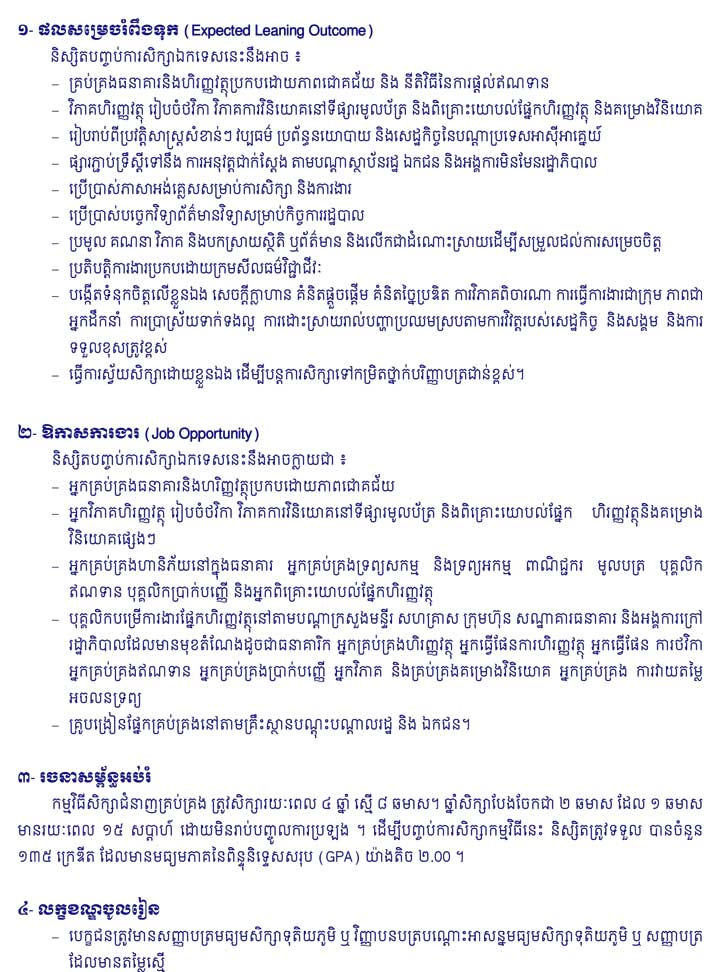 ១- ផលសម្រេចរំពឹងទុក (Expected Leaning Outcome)
និស្សិតបញ្ចប់ការសិក្សាឯកទេសនេះនឹងអាច ៖
– គ្រប់គ្រងធនាគារនិងហិរញ្ញវត្ថុប្រកបដោយភាពជោគជ័យ និង នីតិវិធីនៃការផ្ដល់ឥណទាន
– វិភាគហិរញ្ញវត្ថុ រៀបចំថវិកា វិភាគការវិនិយោគនៅទីផ្សារមូលប័ត្រ និងពិគ្រោះយោបល់ផ្នែកហិរញ្ញវត្ថុ និងគម្រោងវិនិយោគ
– រៀបរាប់ពីប្រវត្តិសាស្ត្រសំខាន់ៗ វប្បធម៌ ប្រព័ន្ធនយោបាយ និងសេដ្ឋកិច្ចនៃបណ្ដាប្រទេសអាស៊ីអាគ្នេយ៍
– ផ្សារភ្ជាប់ទ្រឹស្ដីទៅនឹង ការអនុវត្តជាក់ស្ដែង តាមបណ្ដាស្ថាប័នរដ្ឋ ឯកជន និងអង្គការមិនមែនរដ្ឋាភិបាល
– ប្រើប្រាស់ភាសាអង់គ្លេសសម្រាប់ការសិក្សា និងការងារ
– ប្រើប្រាស់បច្ចេកវិទ្យាព័ត៌មានវិទ្យាសម្រាប់កិច្ចការរដ្ឋបាល
– ប្រមូល គណនា វិភាគ និងបកស្រាយស្ថិតិ ឬព័ត៌មាន និងលើកជាដំណោះស្រាយដើម្បីសម្រួលដល់ការសម្រេចចិត្ត
– ប្រតិបត្តិការងារប្រកបដោយក្រមសីលធម៌វិជ្ជាជីវៈ
– បង្កើតទំនុកចិត្តលើខ្លួនឯង សេចក្ដីក្លាហាន គំនិតផ្ដួចផ្ដើម គំនិតច្នៃប្រឌិត ការវិភាគពិចារណា ការធ្វើការងារជាក្រុម ភាពជា
អ្នកដឹកនាំ ការប្រាស្រ័យទាក់ទងល្អ ការដោះស្រាយរាល់បញ្ហាប្រឈមស្របតាមការវិវត្តរបស់សេដ្ឋកិច្ច និងសង្គម និងការ
ទទួលខុសត្រូវខ្ពស់
– ធ្វើការស្វ័យសិក្សាដោយខ្លួនឯង ដើម្បីបន្តការសិក្សាទៅកម្រិតថ្នាក់បរិញ្ញាបត្រជាន់ខ្ពស់។
២- ឱកាសការងារ (Job Opportunity)
និស្សិតបញ្ចប់ការសិក្សាឯកទេសនេះនឹងអាចក្លាយជា ៖
– អ្នកគ្រប់គ្រងធនាគារនិងហរិញ្ញវត្ថុប្រកបដោយភាពជោគជ័យ
– អ្នកវិភាគហិរញ្ញវត្ថុ រៀបចំថវិកា វិភាគការវិនិយោគនៅទីផ្សារមូលប័ត្រ និងពិគ្រោះយោបល់ផ្នែក ហិរញ្ញវត្ថុនិងគម្រោង
វិនិយោគផ្សេងៗ
– អ្នកគ្រប់គ្រងហានិភ័យនៅក្នុងធនាគារ អ្នកគ្រប់គ្រងទ្រព្យសកម្ម និងទ្រព្យអកម្ម ពាណិជ្ជករ មូលបត្រ បុគ្គលិក
ឥណទាន បុគ្គលិកប្រាក់បញ្ញើ និងអ្នកពិគ្រោះយោបល់ផ្នែកហិរញ្ញវត្ថុ
– បុគ្គលិកបម្រើការងារផ្នែកហិរញ្ញវត្ថុនៅតាមបណ្ដាក្រសួងមន្ទីរ សហគ្រាស ក្រុមហ៊ុន សណ្ឋាគារធនាគារ និងអង្គការក្រៅ
រដ្ឋាភិបាលដែលមានមុខតំណែងដូចជាធនាគារិក អ្នកគ្រប់គ្រងហិរញ្ញវត្ថុ អ្នកធ្វើផែនការហិរញ្ញវត្ថុ អ្នកធ្វើផែន ការថវិកា
អ្នកគ្រប់គ្រងឥណទាន អ្នកគ្រប់គ្រងប្រាក់បញ្ញើ អ្នកវិភាគ និងគ្រប់គ្រងគម្រោងវិនិយោគ អ្នកគ្រប់គ្រង ការវាយតម្លៃ
អចលនទ្រព្យ
– គ្រូបង្រៀនផ្នែកគ្រប់គ្រងនៅតាមគ្រឹះស្ថានបណ្ដុះបណ្ដាលរដ្ឋ និង ឯកជន។
៣- រចនាសម្ព័ន្ធអប់រំ
កម្មវិធីសិក្សាជំនាញគ្រប់គ្រង ត្រូវសិក្សារយៈពេល ៤ ឆ្នាំ ស្មើ ៨ ឆមាស។ ឆ្នាំសិក្សាបែងចែកជា ២ ឆមាស ដែល ១ ឆមាស
មានរយៈពេល ១៥ សប្ដាហ៍ ដោយមិនរាប់បញ្ចូលការប្រឡង ។ ដើម្បីបញ្ចប់ការសិក្សាកម្មវិធីនេះ និស្សិតត្រូវទទួល បានចំនួន
១៣៥ ក្រេឌីត ដែលមានមធ្យមភាគនៃពិន្ទុនិទ្ទេសសរុប (GPA) យ៉ាងតិច ២.00 ។
៤- លក្ខខណ្ឌចូលរៀន
– បេក្ខជនត្រូវមានសញ្ញាបត្រមធ្យមសិក្សាទុតិយភូមិ ឬ វិញ្ញាបនបត្របណ្ដោះអាសន្នមធ្យមសិក្សាទុតិយភូមិ ឬ សញ្ញាបត្រ
ដែលមានតម្លៃស្មើ